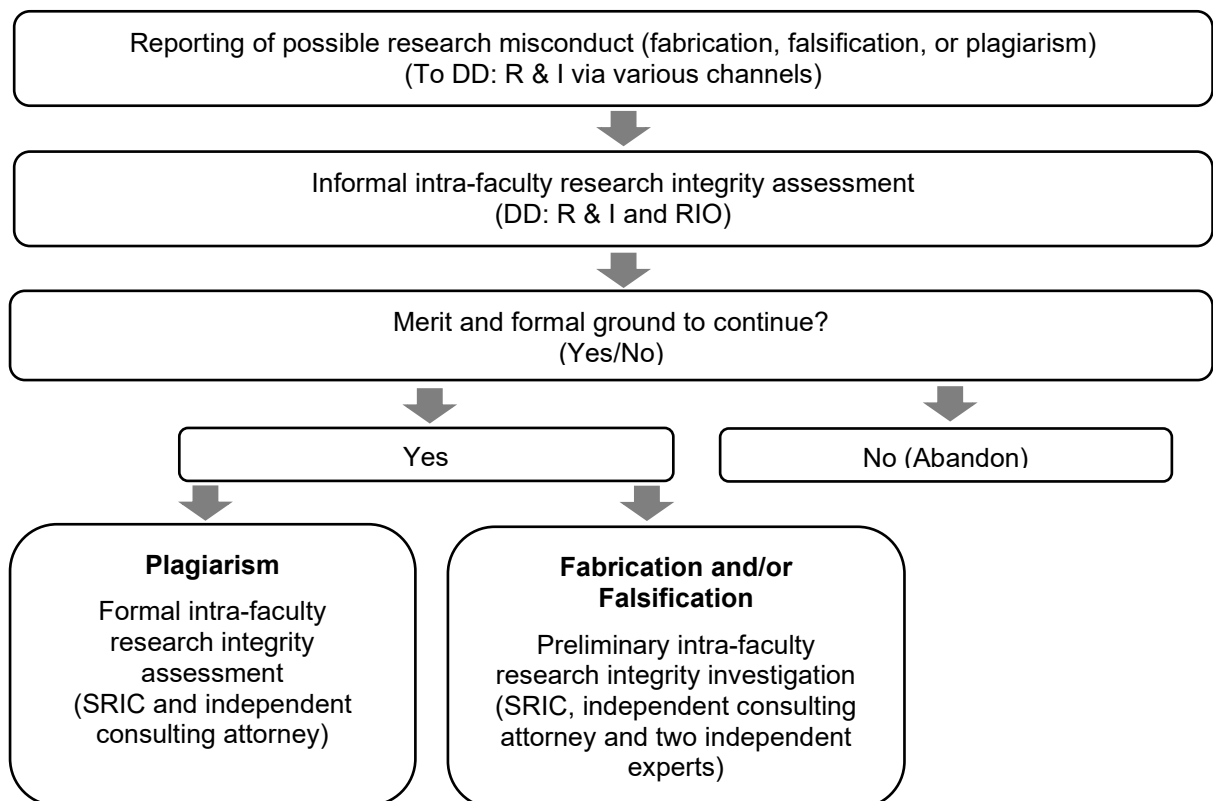 Reporting of possible research misconduct (fabrication, falsification, or plagiarism)
(To DD: R & I via various channels)
Informal intra-faculty research integrity assessment
(DD: R & I and RIO)
Merit and formal ground to continue?
(Yes/No)
Yes
No (Abandon)
Plagiarism
Formal intra-faculty
research integrity
assessment
(SRIC and independent
consulting attorney)
Fabrication and/or
Falsification
Preliminary intra-faculty
research integrity investigation
(SRIC, independent consulting
attorney and two independent
experts)